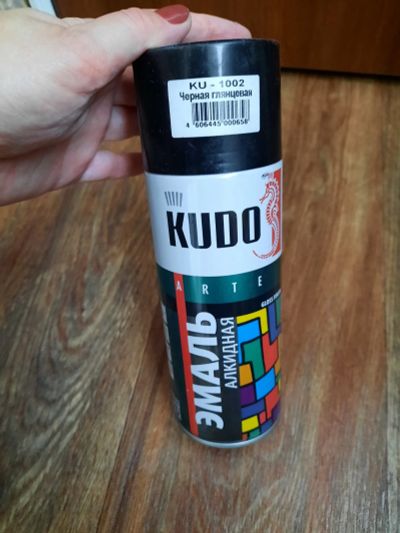 KU - 1002
Черная глянцевая
4 606445 000658
KUDO
ARTE
ЭМАЛЬ
АЛКИДНАЯ